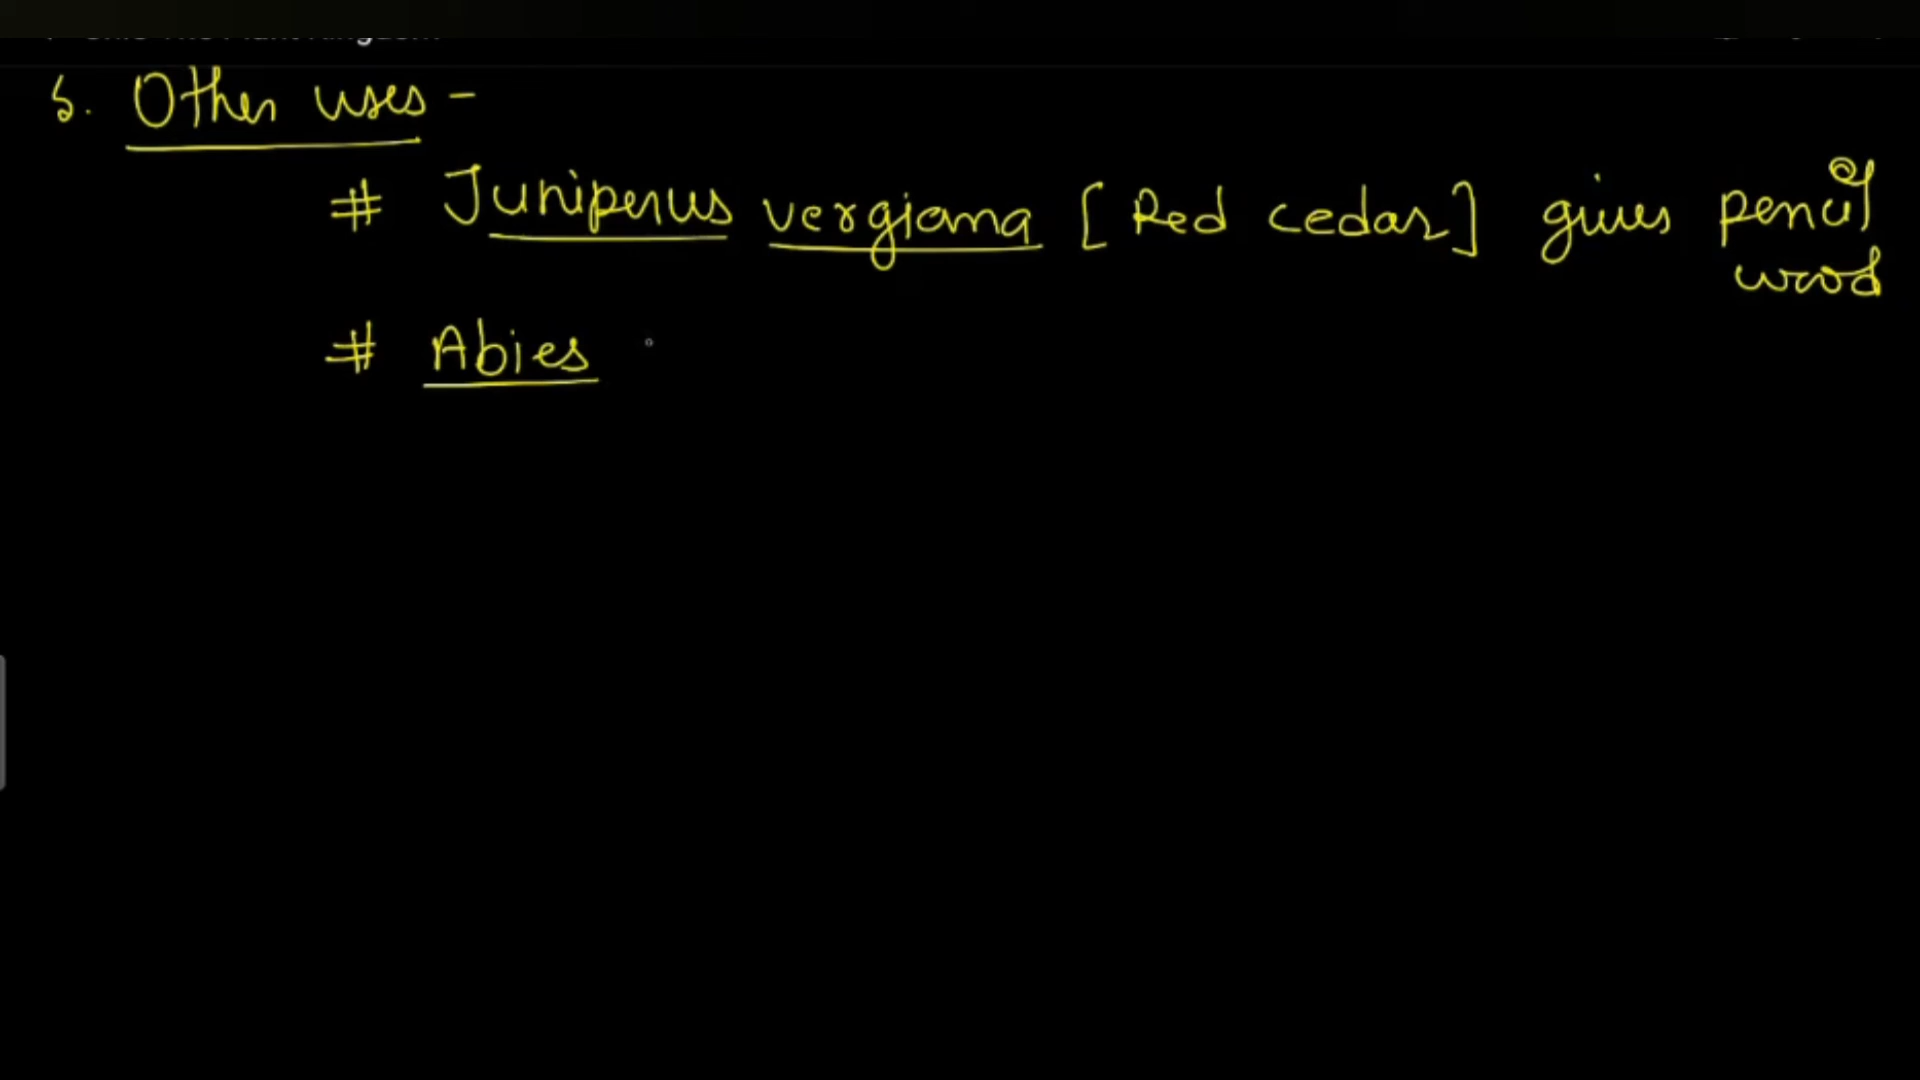 5. Other uses -
# Juniperus vergiana [Red cedar] gives pencil
wood
# Abies